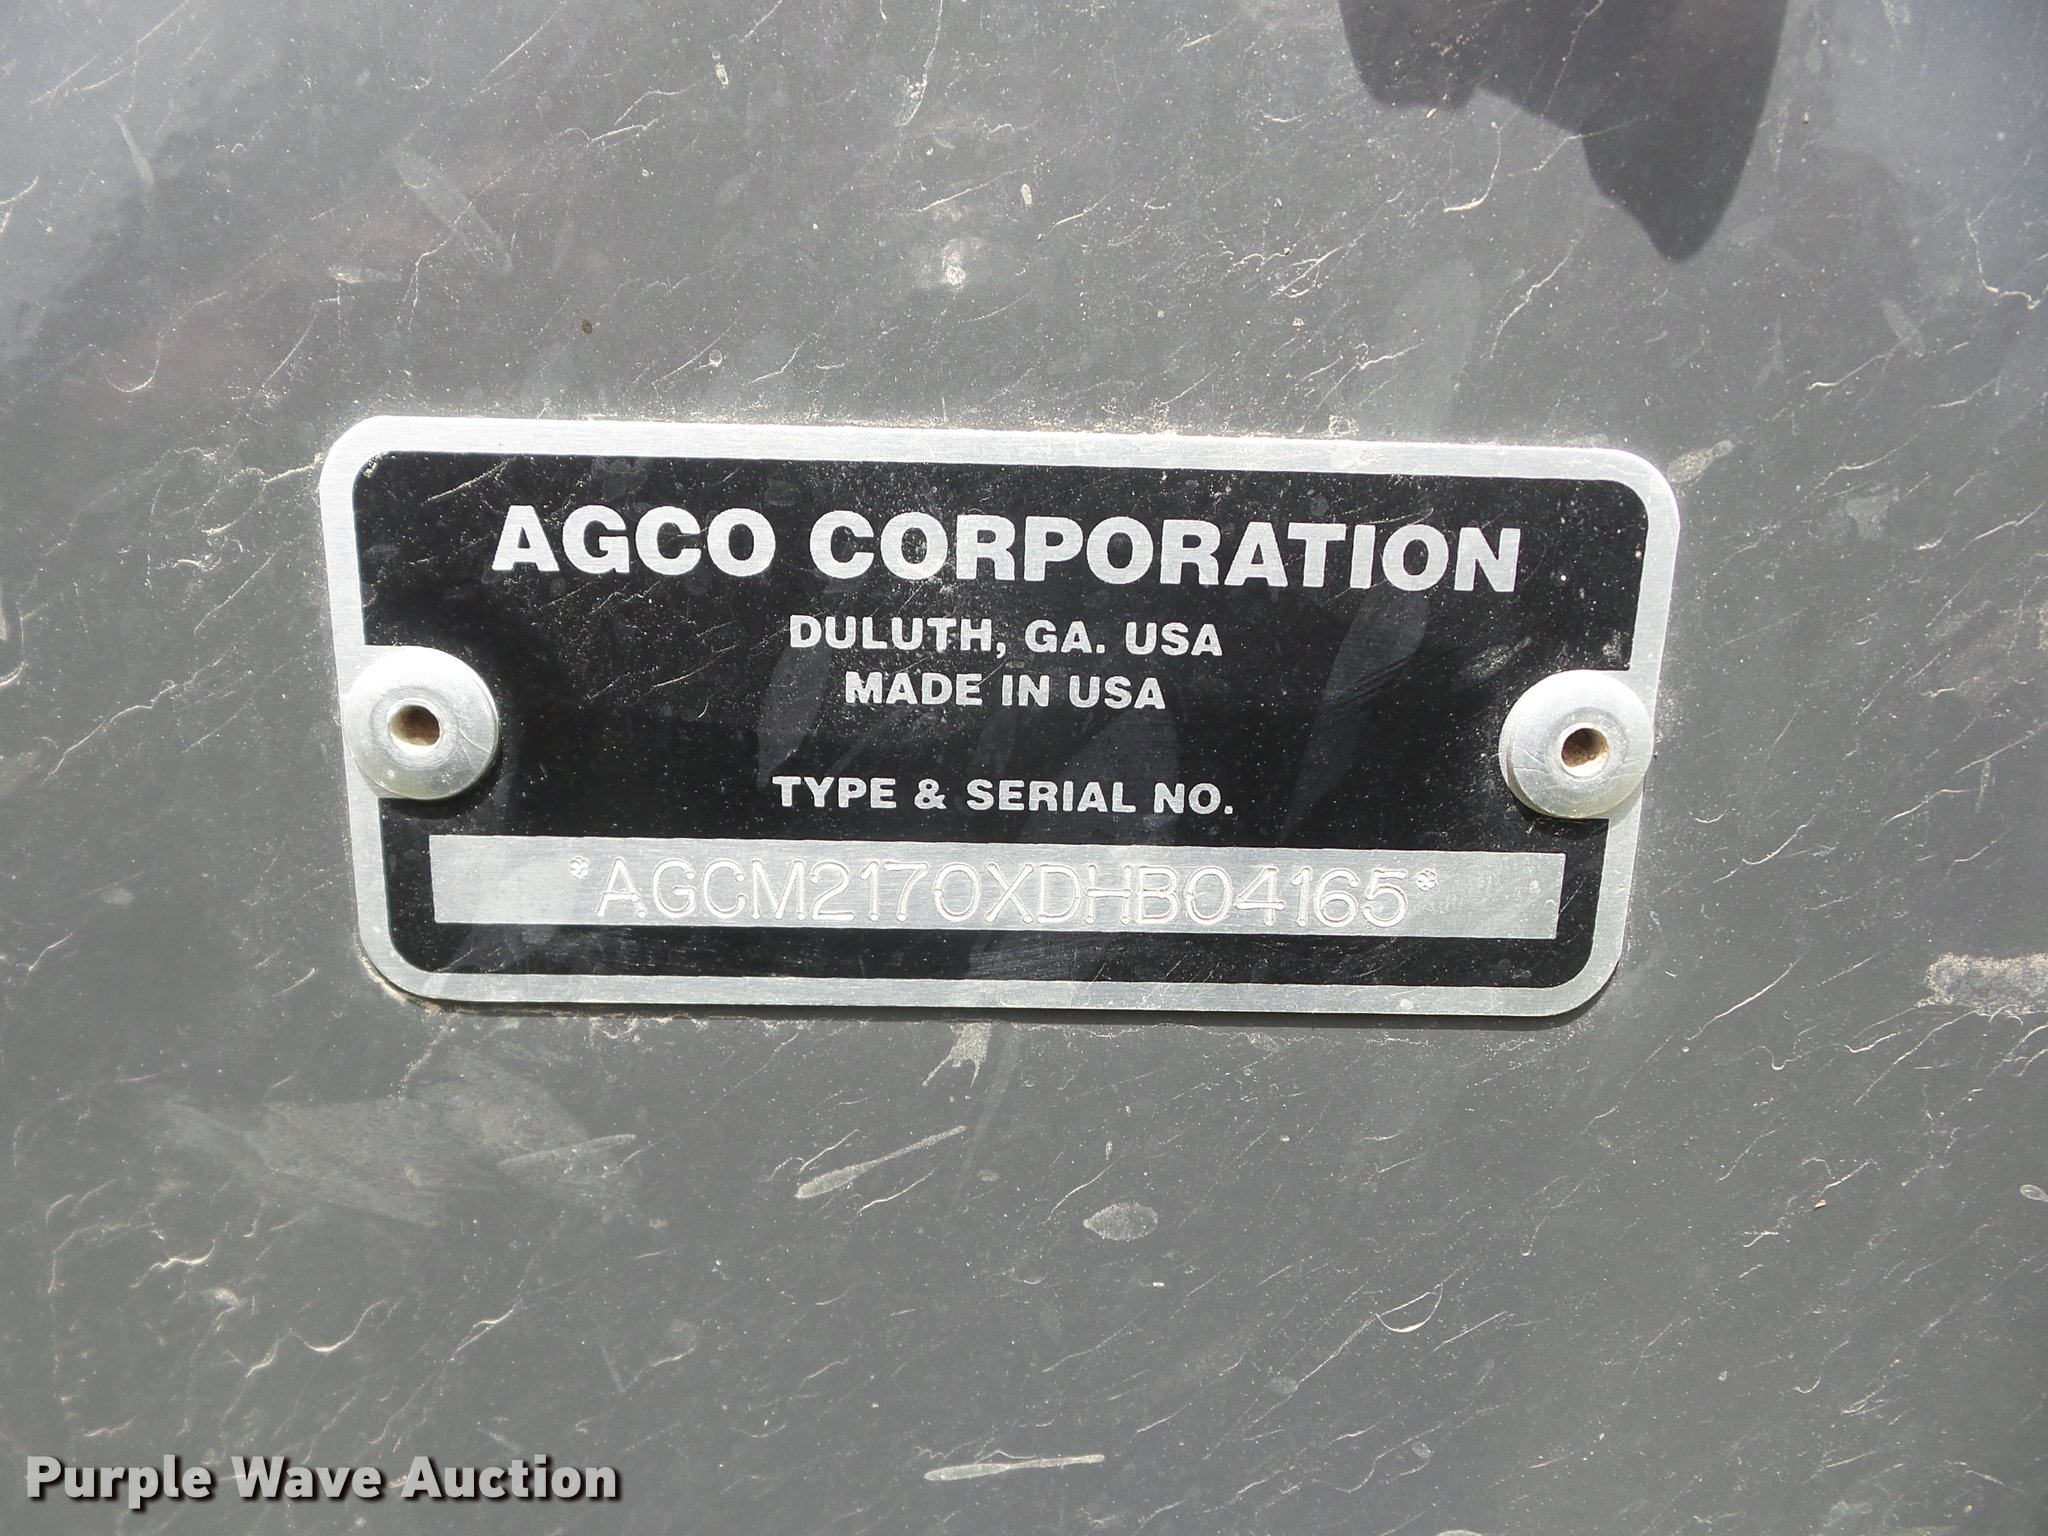 AGCO CORPORATION
DULUTH, GA. USA
MADE IN USA
TYPE & SERIAL NO.
*AGCM2170XDHB04165*
Purple Wave Auction